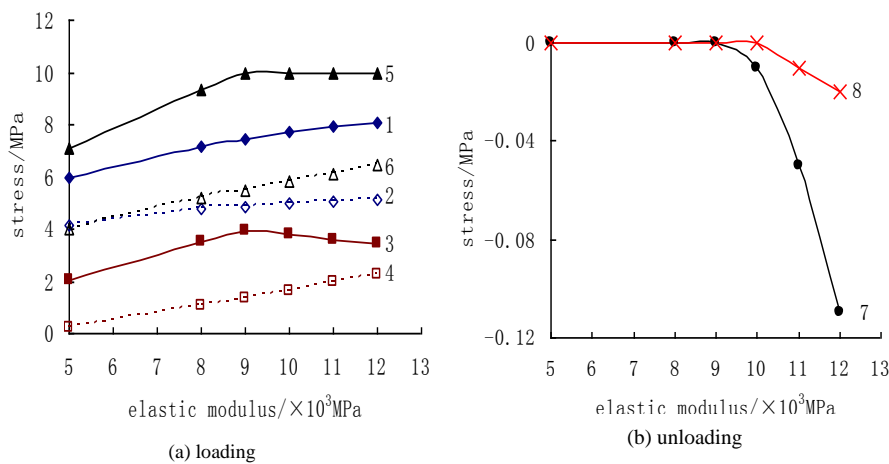 12
10
8
6
4
2
0
stress/MPa
5
1
6
2
3
4
5 6 7 8 9 10 11 12 13
elastic modulus/×10³MPa
(a) loading
-0
-0.04
-0.08
-0.12
stress/MPa
8
7
5 6 7 8 9 10 11 12 13
elastic modulus/×10³MPa
(b) unloading